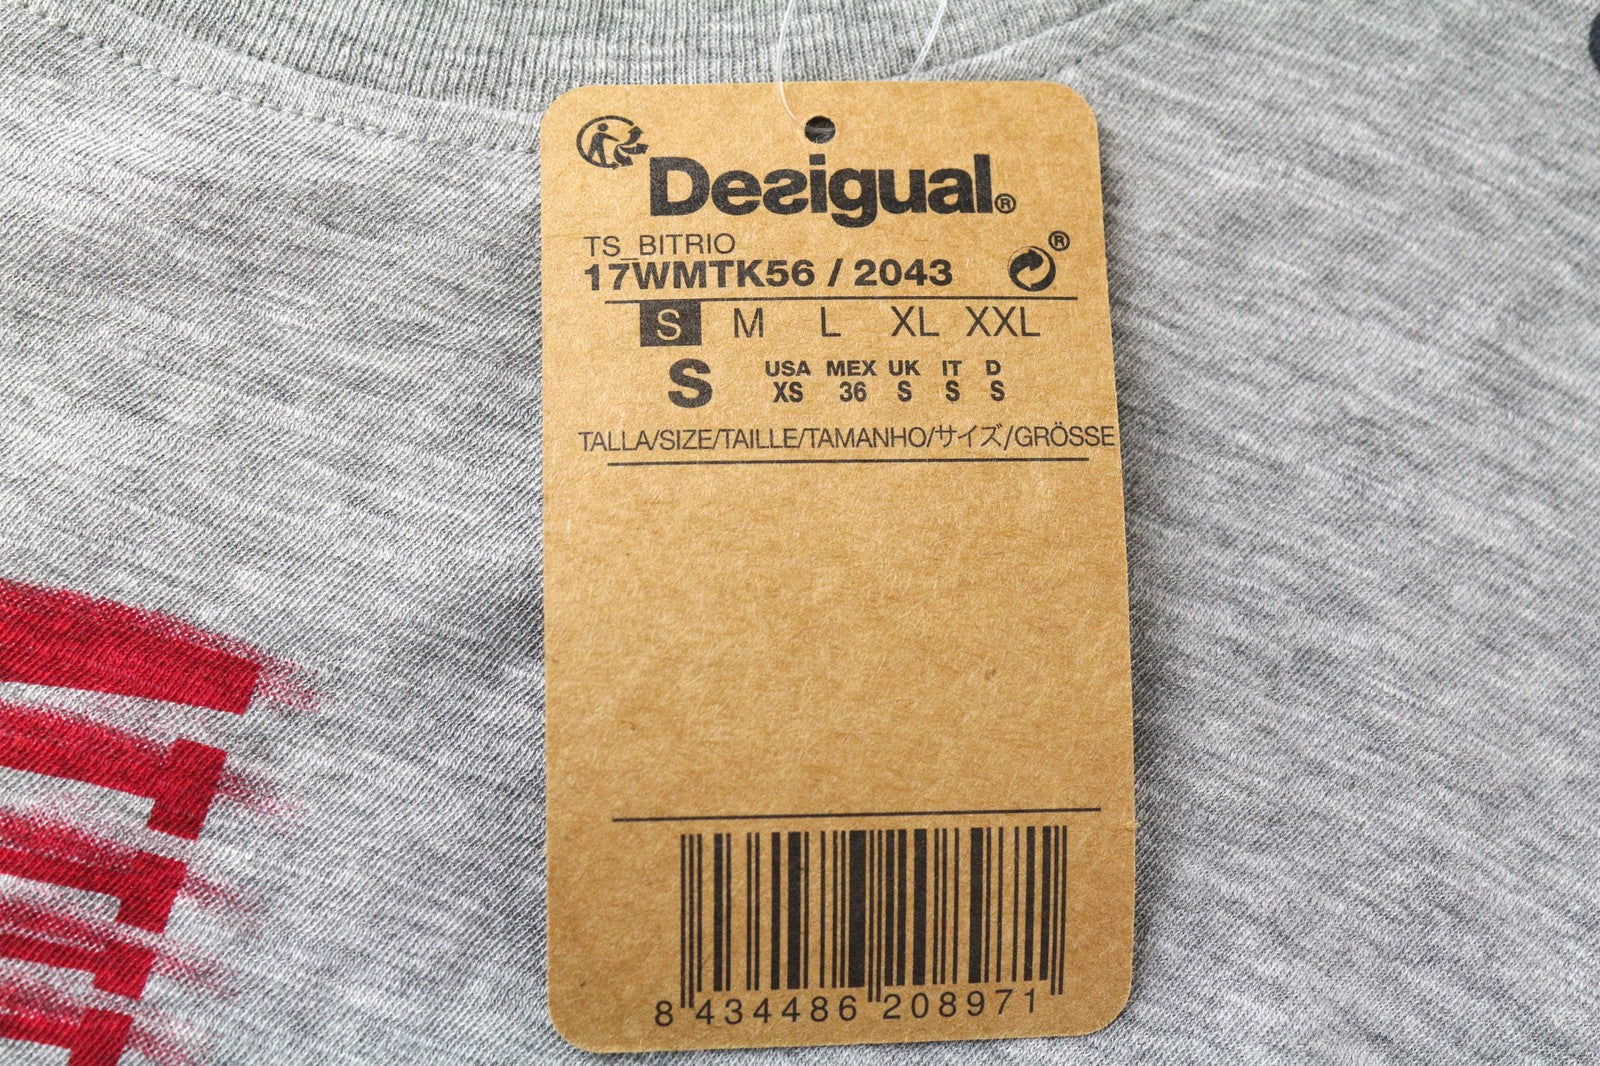 Desigual®
TS_BITRIO
17WMTK56 / 2043 ®
S M L XL XXL
S USA MEX UK IT D
XS 36 S S S
TALLA/SIZE/TAILLE/TAMANHO/サイズ/GRÖSSE
8 434486 208971